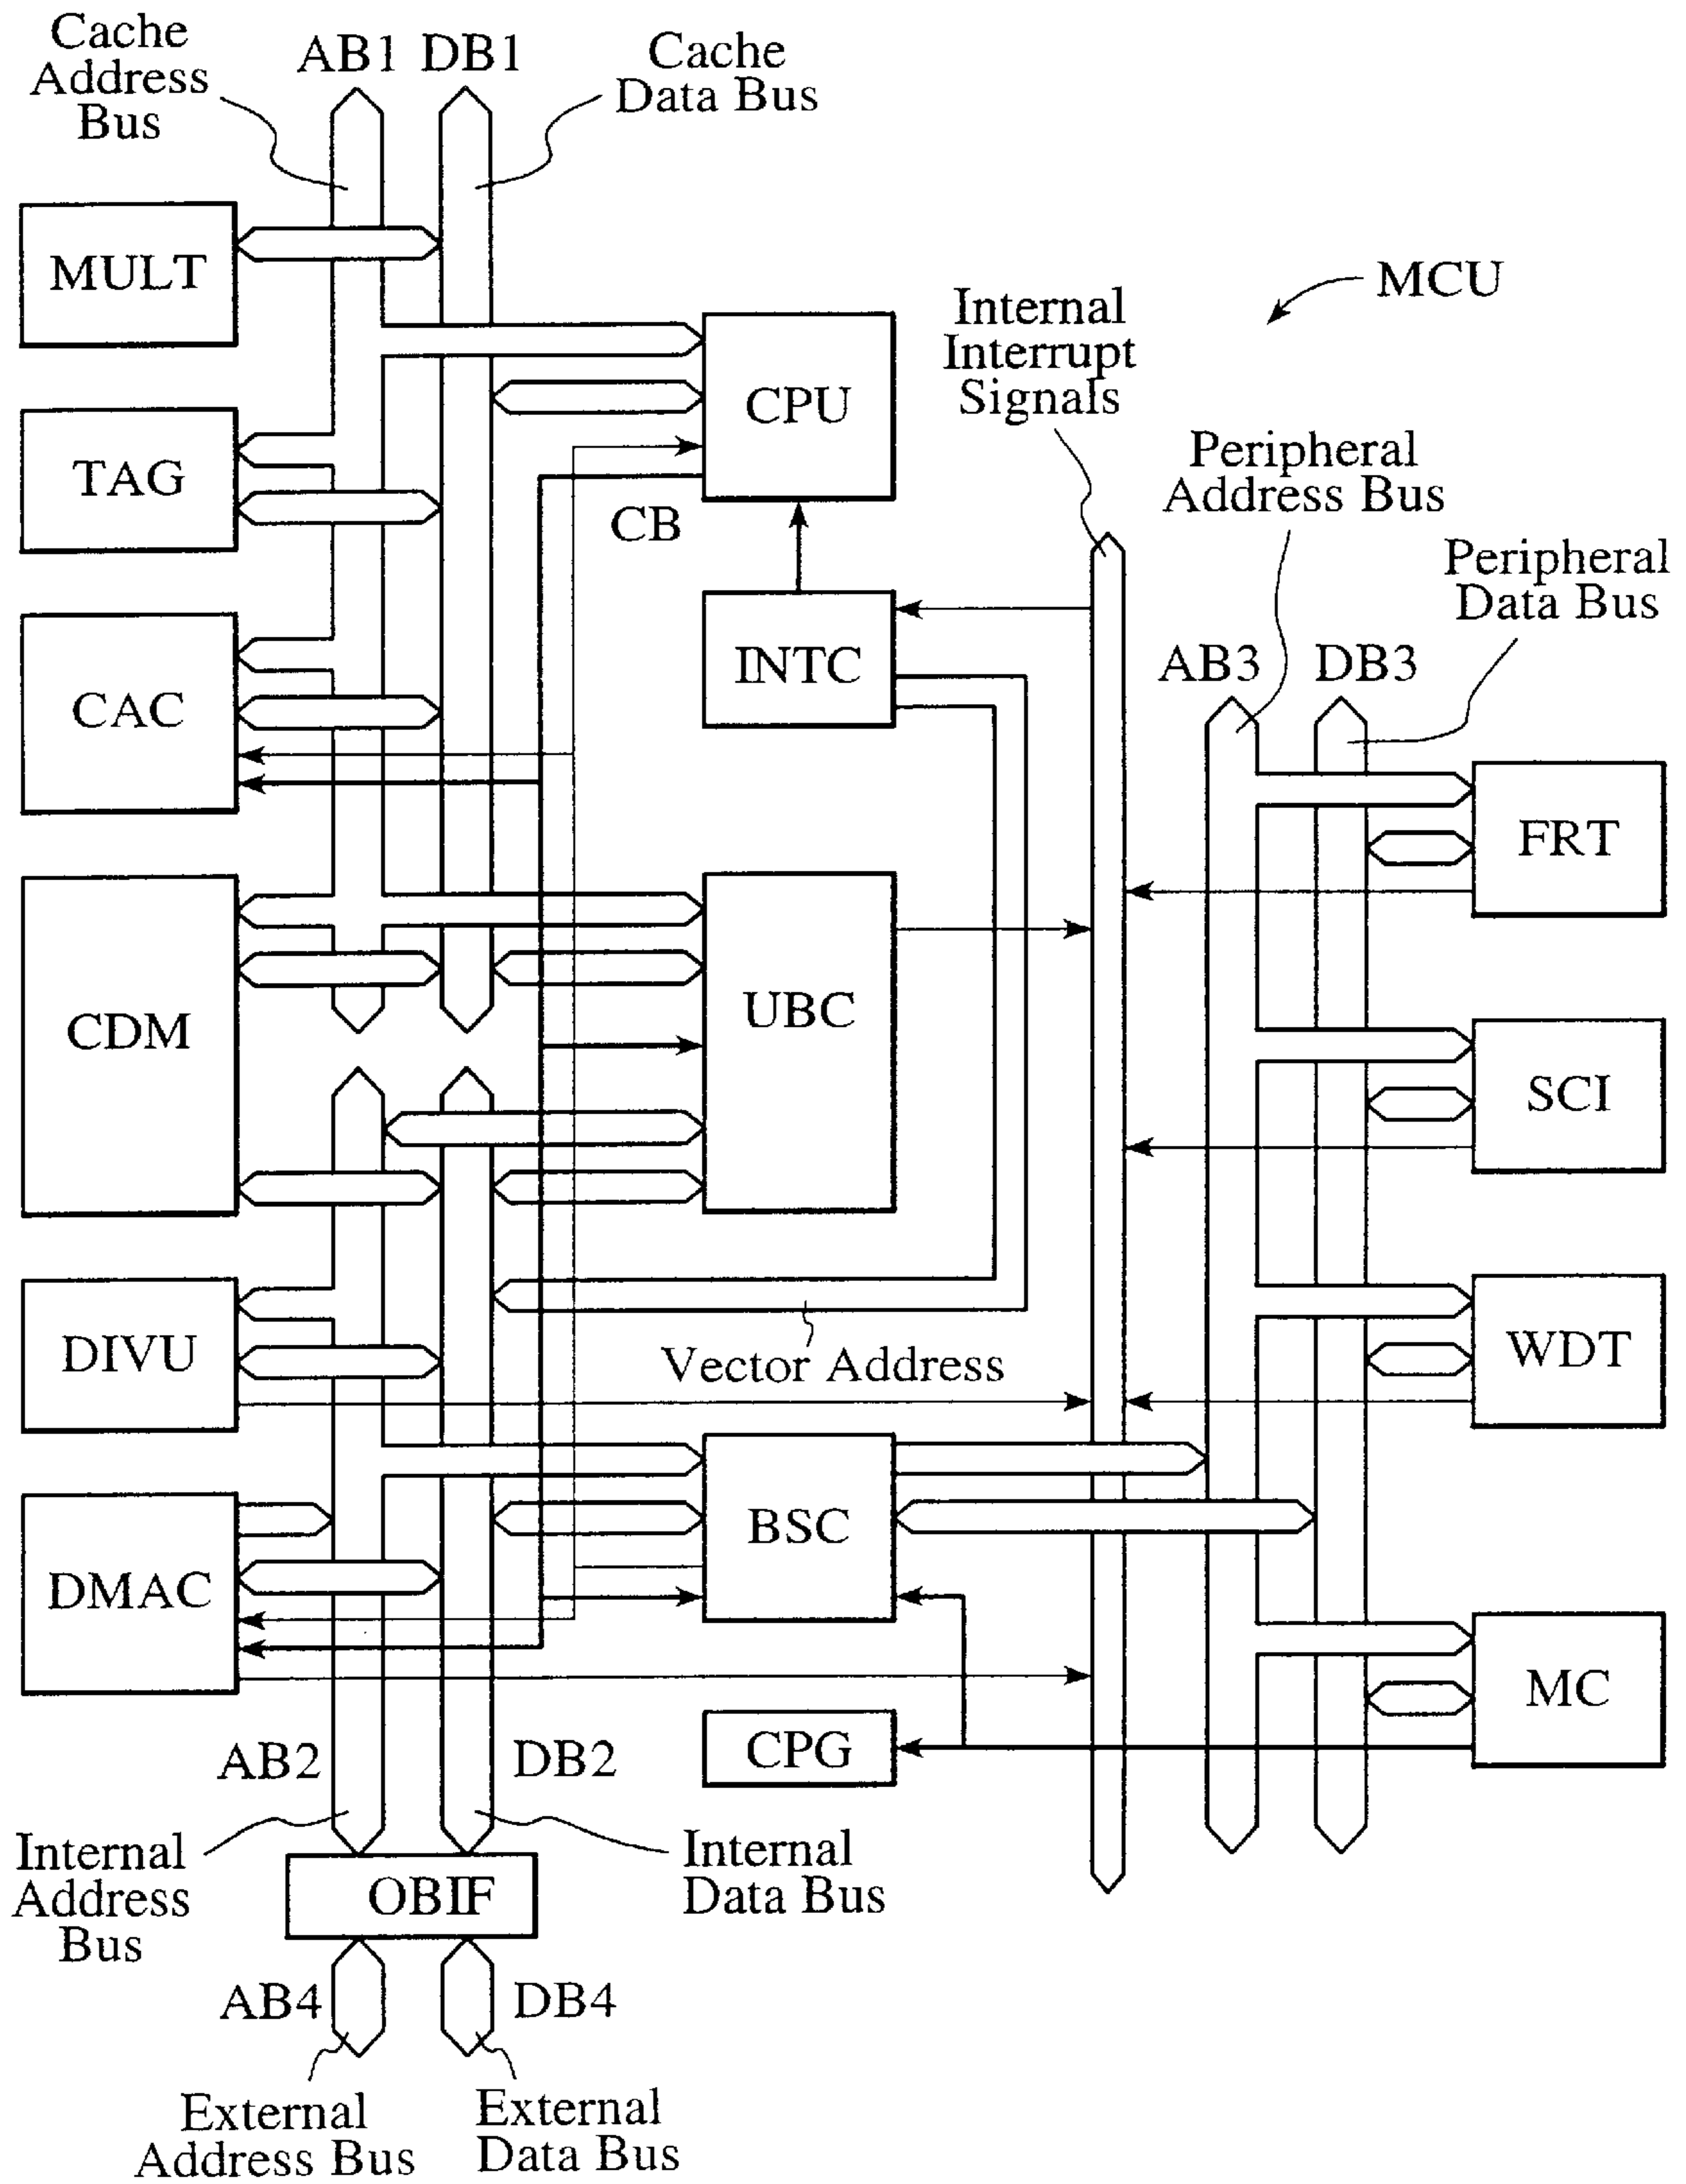 Cache
Address
Bus
AB1
DB1
Cache
Data Bus
MULT
MCU
Internal
Interrupt
Signals
CPU
TAG
CB
Peripheral
Address Bus
Peripheral
Data Bus
INTC
AB3
DB3
CAC
FRT
CDM
UBC
SCI
DIVU
Vector Address
WDT
BSC
DMAC
MC
CPG
AB2
DB2
Internal
Address
Bus
Internal
Data Bus
OBIF
AB4
DB4
External
Address Bus
External
Data Bus